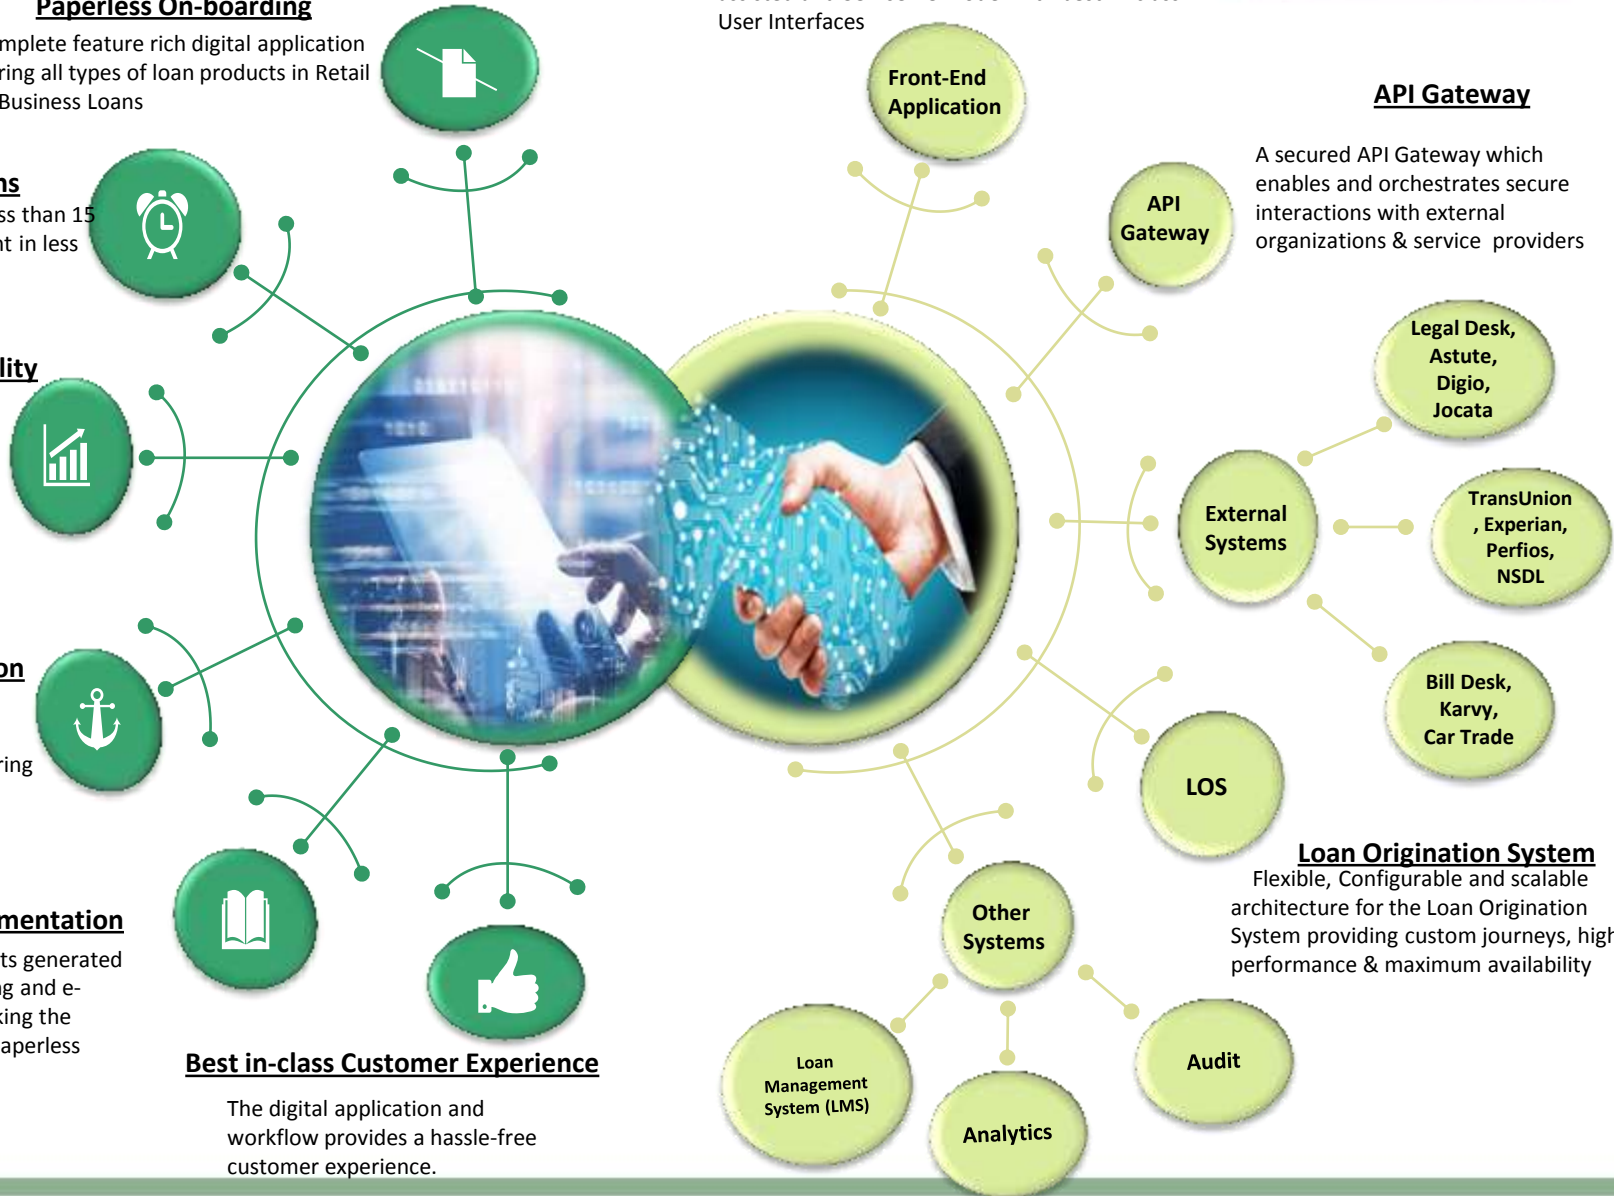 Paperless On-boarding
mplete feature rich digital application
ring all types of loan products in Retail
Business Loans
ns
ss than 15
nt in less
lity
on
ring
mentation
ts generated
ng and e-
king the
aperless
Best in-class Customer Experience
The digital application and
workflow provides a hassle-free
customer experience.
User Interfaces
Front-End
Application
API
Gateway
API Gateway
A secured API Gateway which
enables and orchestrates secure
interactions with external
organizations & service providers
External
Systems
Legal Desk,
Astute,
Digio,
Jocata
TransUnion
, Experian,
Perfios,
NSDL
Bill Desk,
Karvy,
Car Trade
LOS
Loan Origination System
Flexible, Configurable and scalable
architecture for the Loan Origination
System providing custom journeys, high
performance & maximum availability
Other
Systems
Loan
Management
System (LMS)
Analytics
Audit